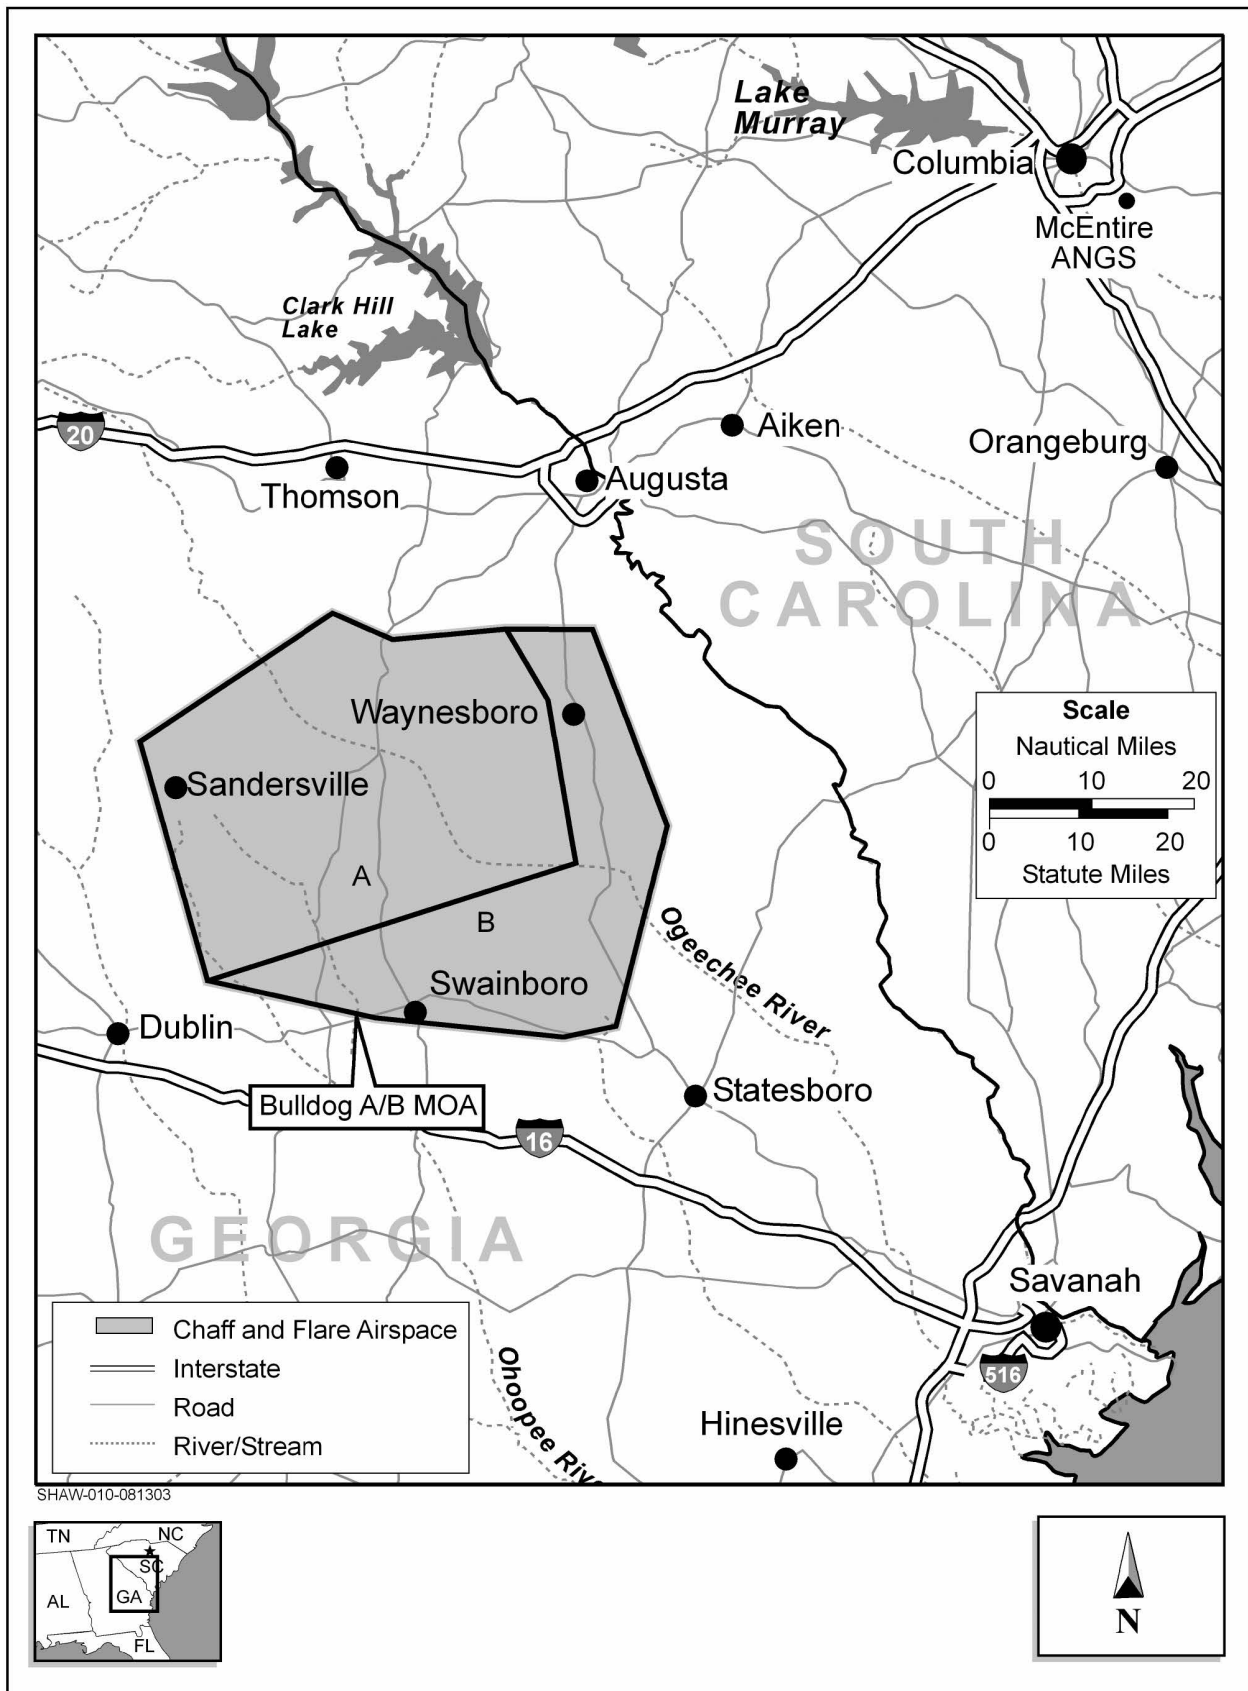 Lake
Murray
Columbia
McEntire
ANGS
Clark Hill
Lake
20
Aiken
Orangeburg
Thomson
Augusta
SOUTH
CAROLINA
Waynesboro
Sandersville
A
B
Scale
Nautical Miles
0 10 20
0 10 20
Statute Miles
Ogeechee River
Swainboro
Dublin
Bulldog A/B MOA
Statesboro
16
GEORGIA
Savanah
516
Chaff and Flare Airspace
Interstate
Road
River/Stream
Ohoopee River
Hinesville
SHAW-010-081303
TN NC
SC
AL GA
FL
N